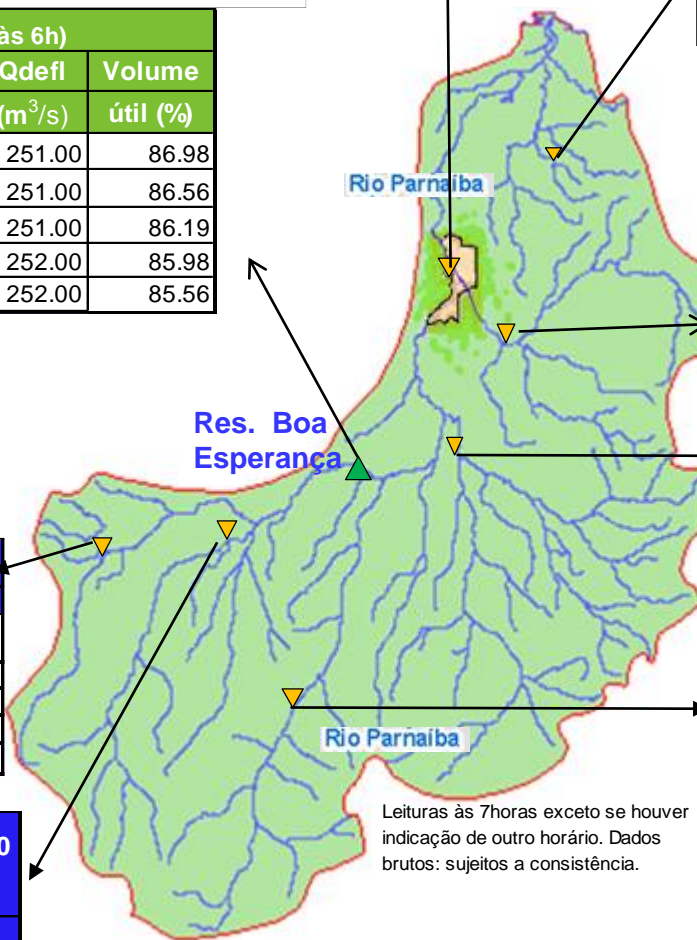 às 6h)
Qdefl Volume
(m³/s) útil (%)
251.00 86.98
251.00 86.56
251.00 86.19
252.00 85.98
252.00 85.56
Rio Parnaíba
Res. Boa
Esperança
Rio Parnaíba
0
Leituras às 7horas exceto se houver
indicação de outro horário. Dados
brutos: sujeitos a consistência.